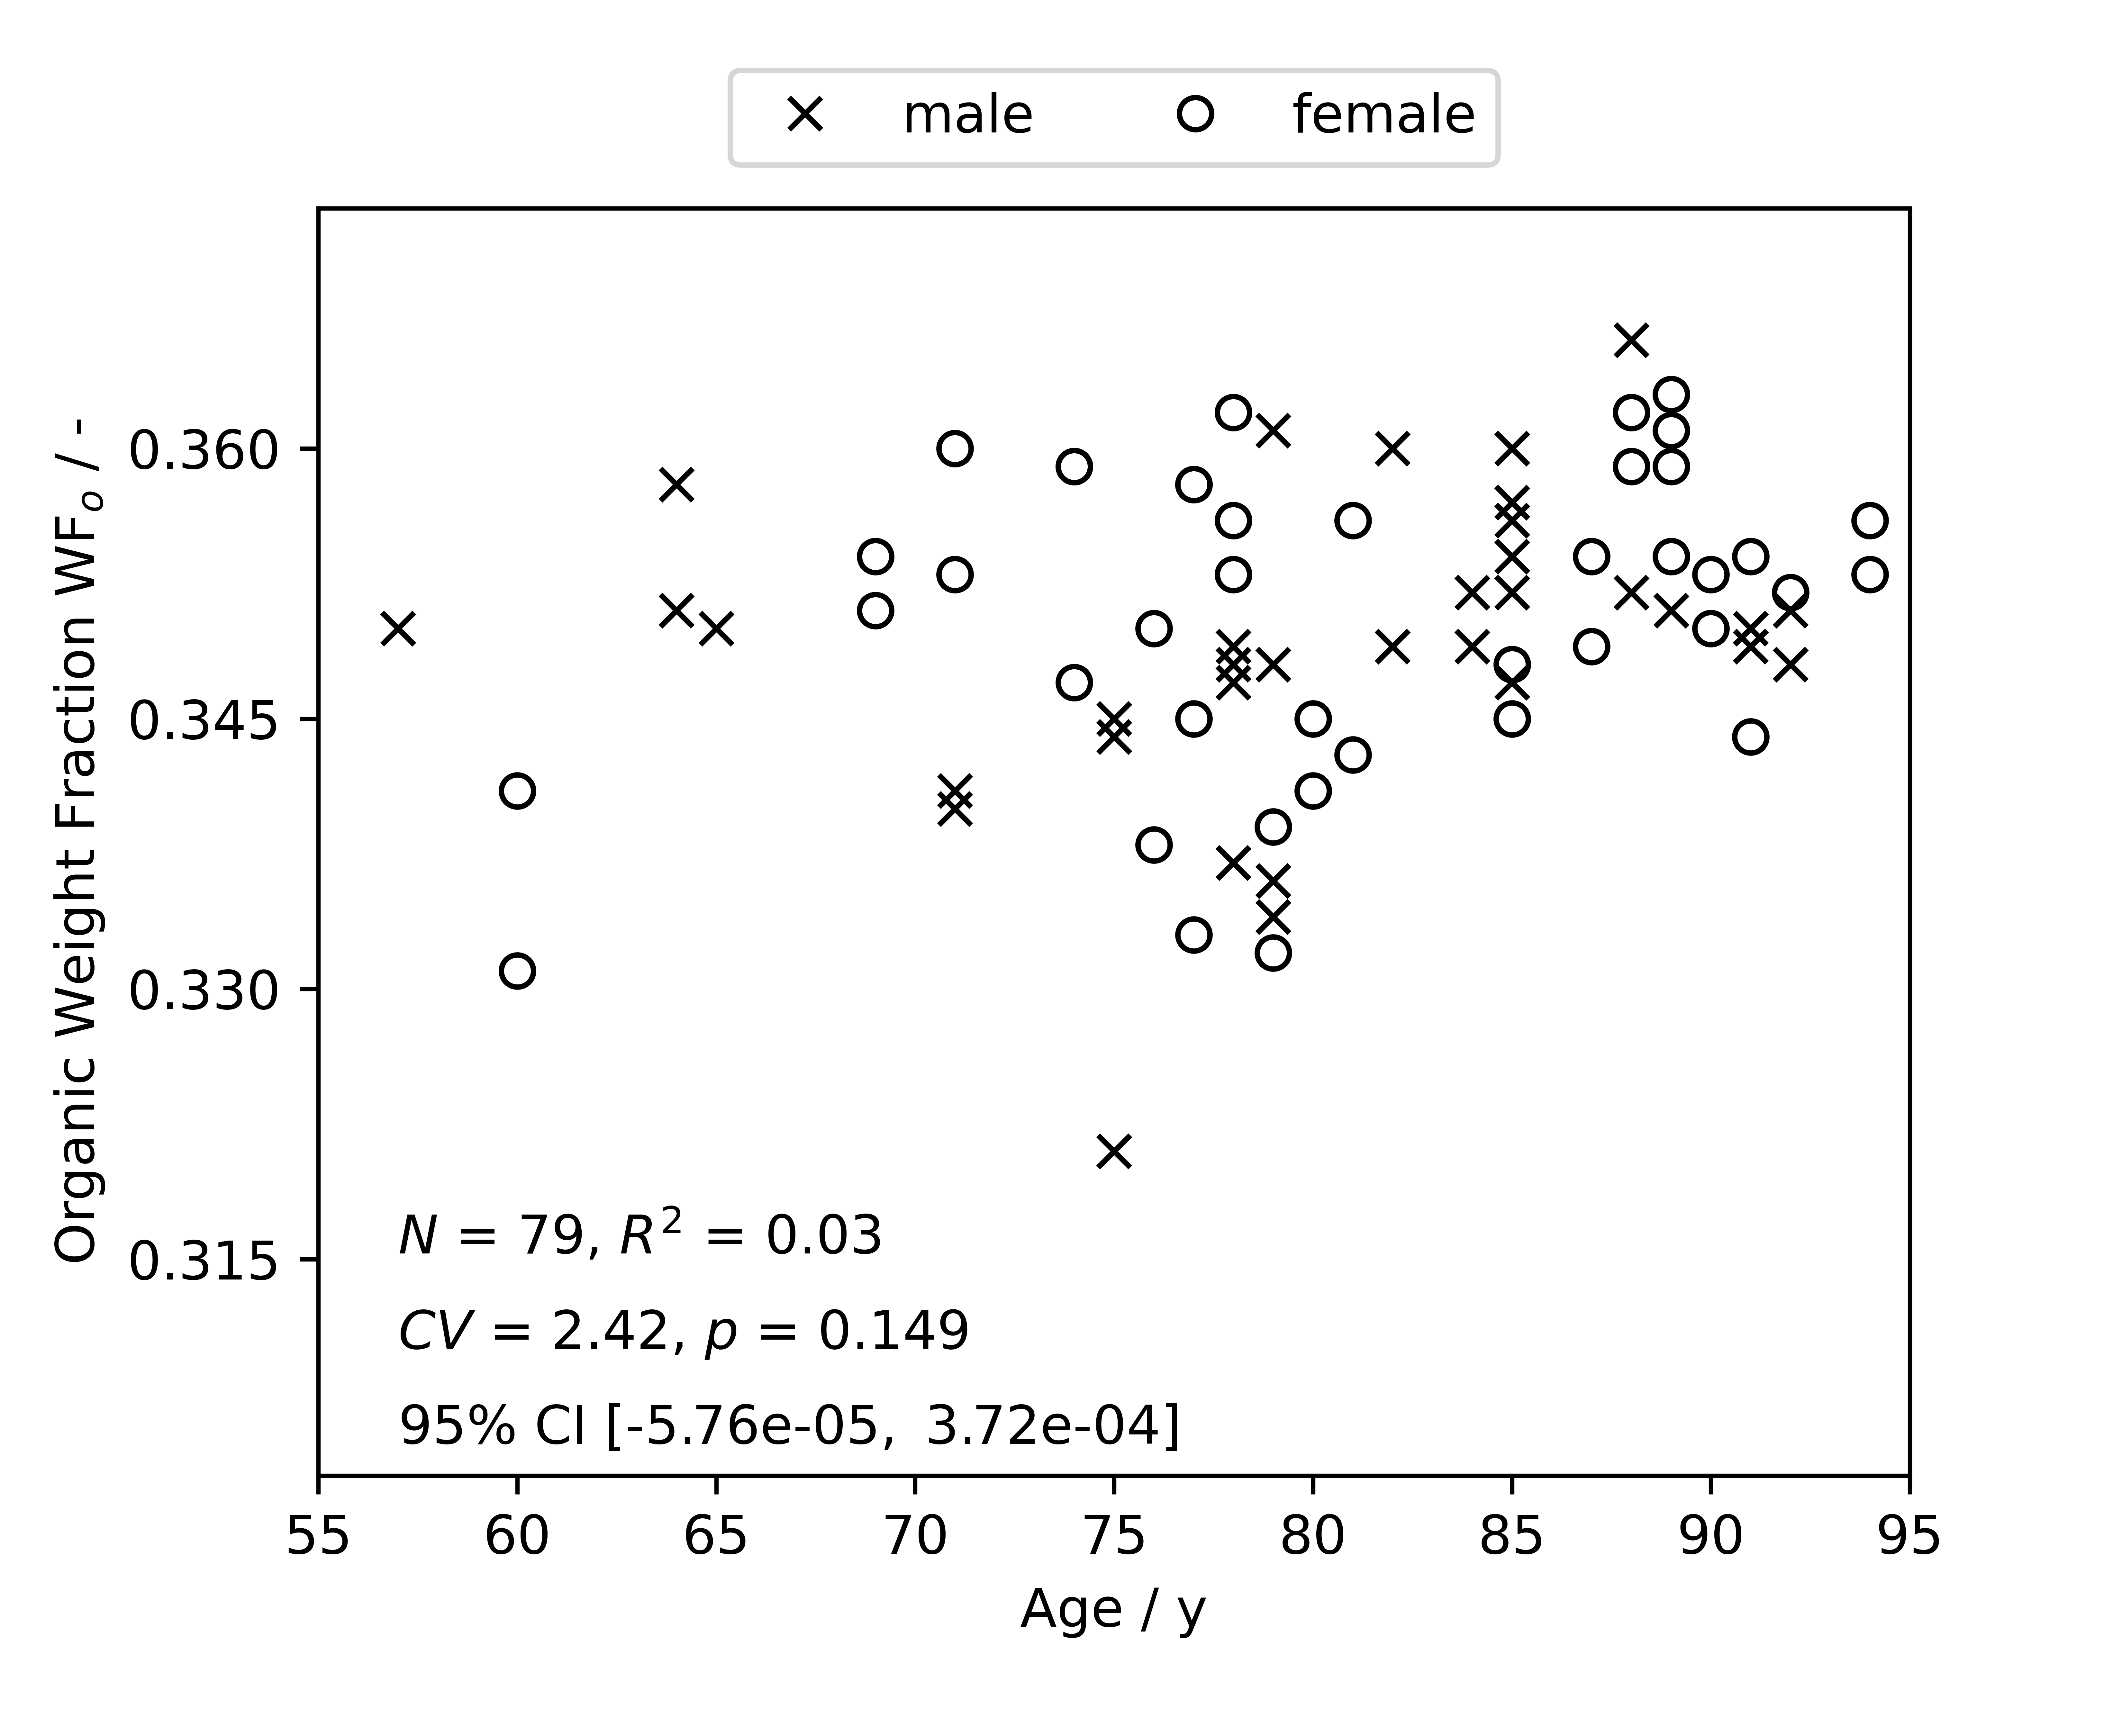 male female
Organic Weight Fraction WFₒ / -
0.360
0.345
0.330
0.315
N = 79, R² = 0.03
CV = 2.42, p = 0.149
95% CI [-5.76e-05, 3.72e-04]
55 60 65 70 75 80 85 90 95
Age / y